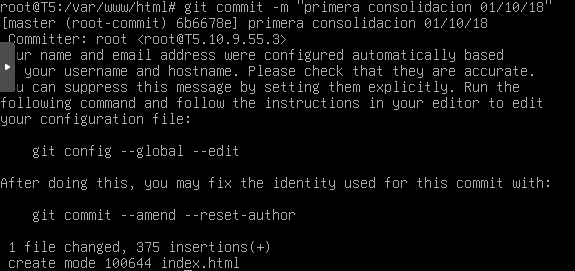 root@T5:/var/www/html# git commit -m "primera consolidacion 01/10/18"
[master (root-commit) 6b6678e] primera consolidacion 01/10/18
Committer: root <root@T5.10.9.55.3>
ur name and email address were configured automatically based
your username and hostname. Please check that they are accurate.
u can suppress this message by setting them explicitly. Run the
following command and follow the instructions in your editor to edit
your configuration file:
git config --global --edit
After doing this, you may fix the identity used for this commit with:
git commit --amend --reset-author
1 file changed, 375 insertions(+)
create mode 100644 index.html